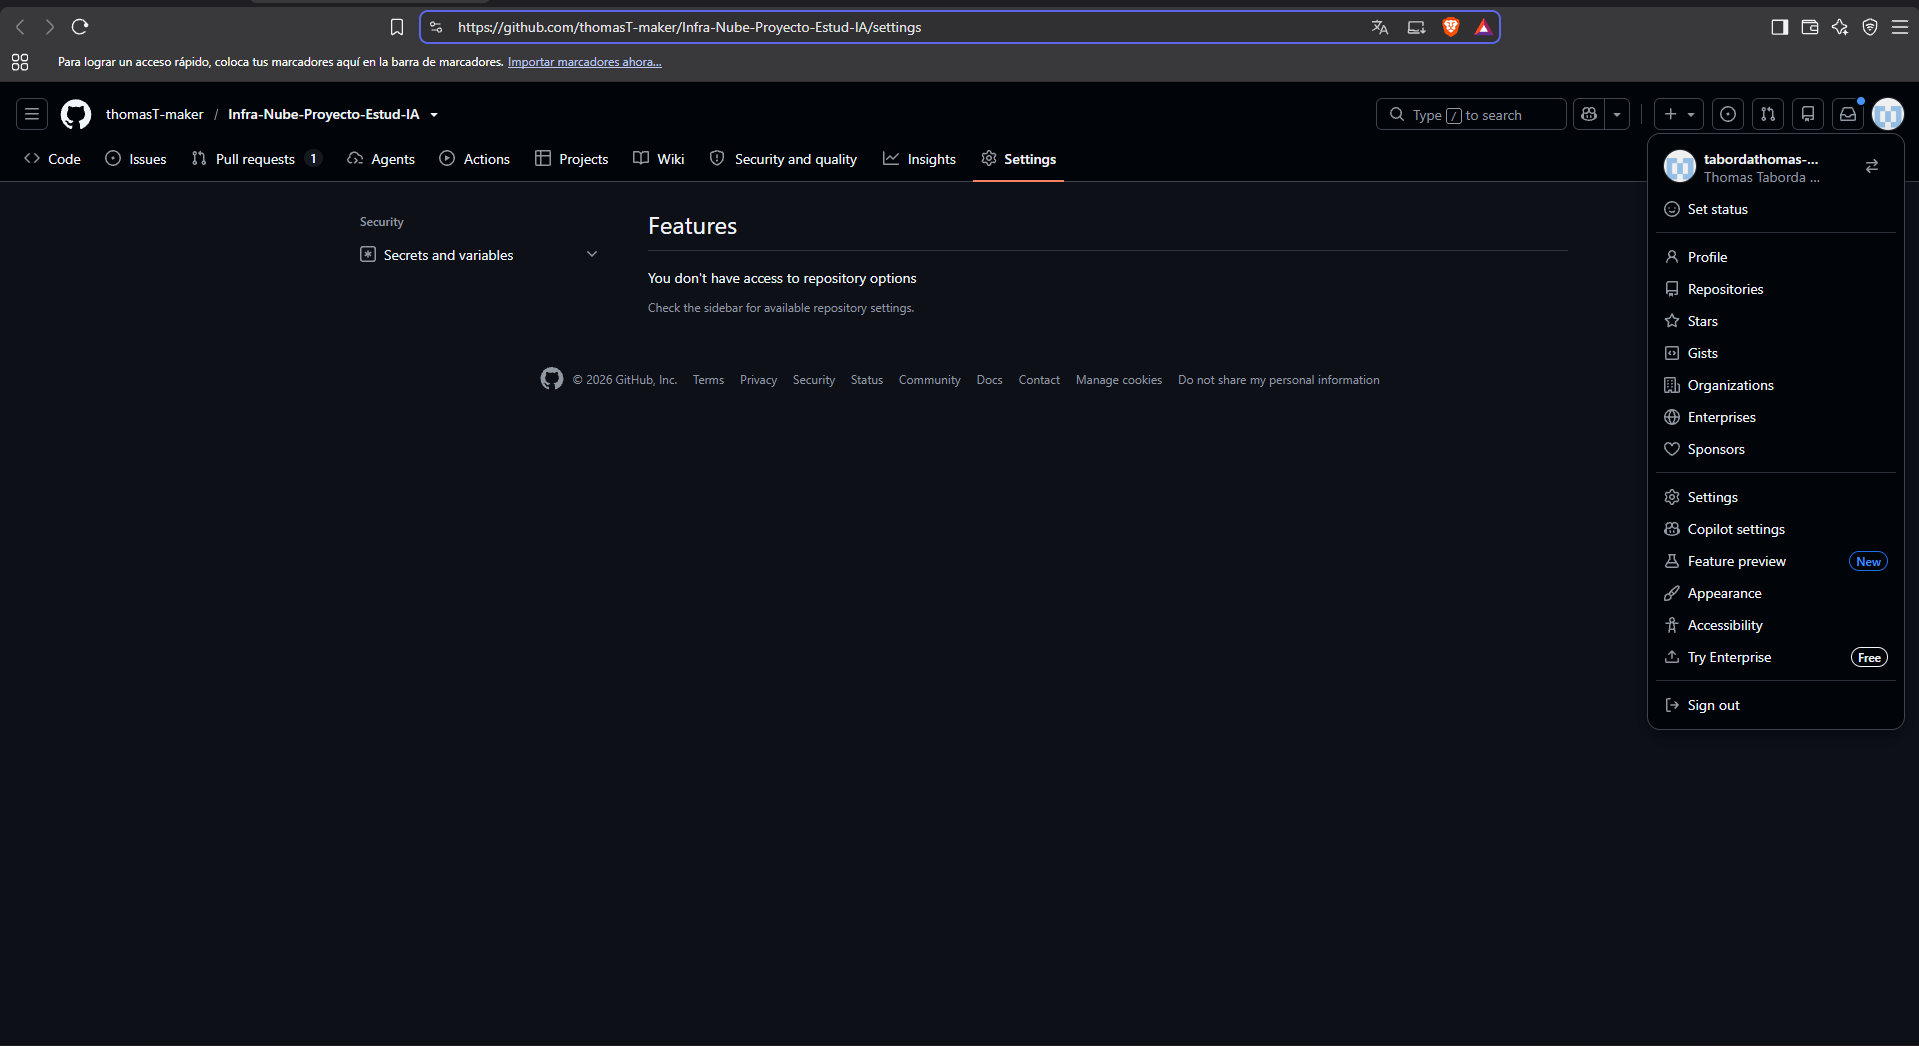 https://github.com/thomasT-maker/Infra-Nube-Proyecto-Estud-IA/settings
Para lograr un acceso rápido, coloca tus marcadores aquí en la barra de marcadores. Importar marcadores ahora...
thomasT-maker / Infra-Nube-Proyecto-Estud-IA
Type / to search
Code Issues Pull requests 1 Agents Actions Projects Wiki Security and quality Insights Settings
Security
Secrets and variables
Features
You don't have access to repository options
Check the sidebar for available repository settings.
© 2026 GitHub, Inc. Terms Privacy Security Status Community Docs Contact Manage cookies Do not share my personal information
tabordathomas-...
Thomas Taborda ...
Set status
Profile
Repositories
Stars
Gists
Organizations
Enterprises
Sponsors
Settings
Copilot settings
Feature preview New
Appearance
Accessibility
Try Enterprise Free
Sign out